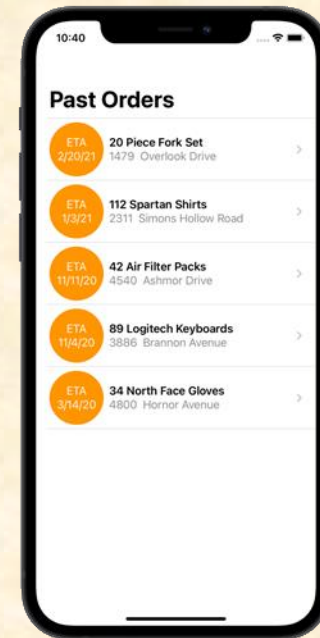 10:40
Past Orders
ETA
2/20/21
20 Piece Fork Set
1479 Overlook Drive
ETA
1/3/21
112 Spartan Shirts
2311 Simons Hollow Road
ETA
11/11/20
42 Air Filter Packs
4540 Ashmor Drive
ETA
11/4/20
89 Logitech Keyboards
3886 Brannon Avenue
ETA
3/14/20
34 North Face Gloves
4800 Hornor Avenue